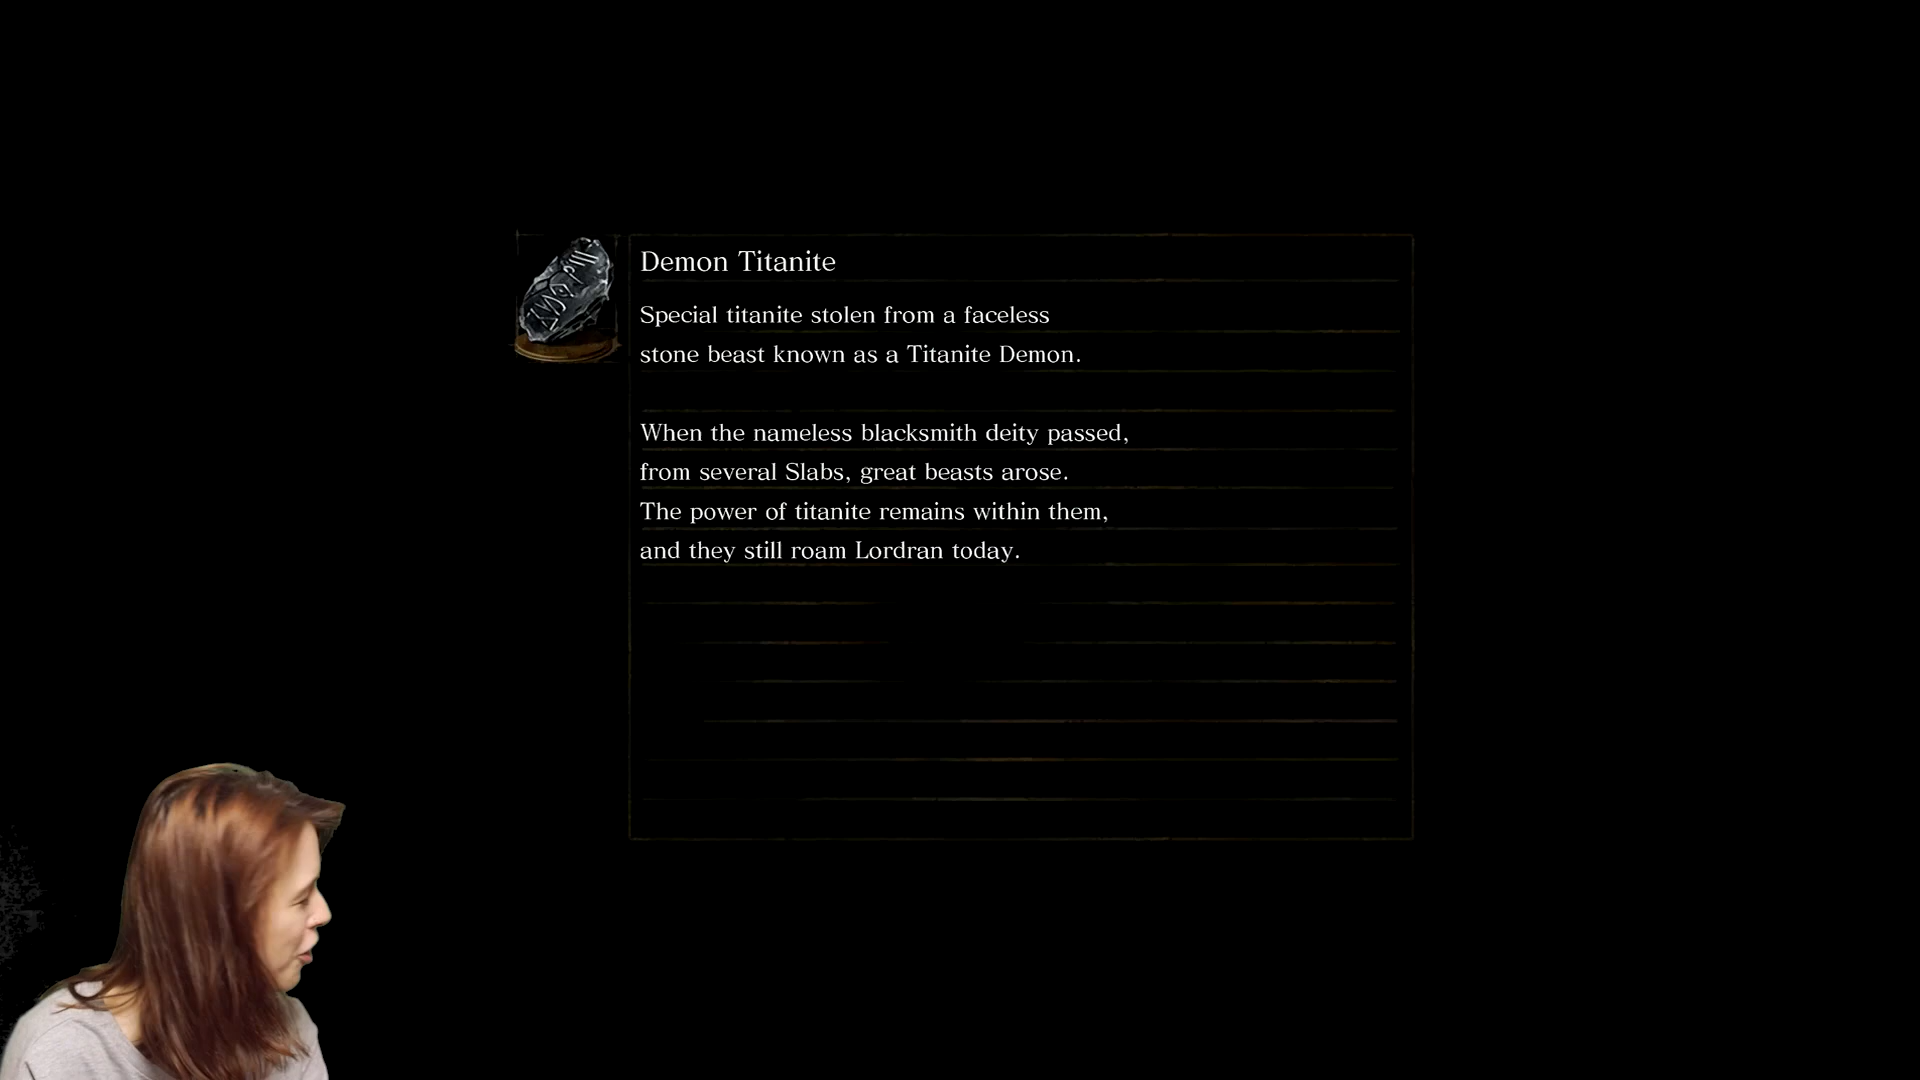 Demon Titanite
Special titanite stolen from a faceless
stone beast known as a Titanite Demon.
When the nameless blacksmith deity passed,
from several Slabs, great beasts arose.
The power of titanite remains within them,
and they still roam Lordran today.